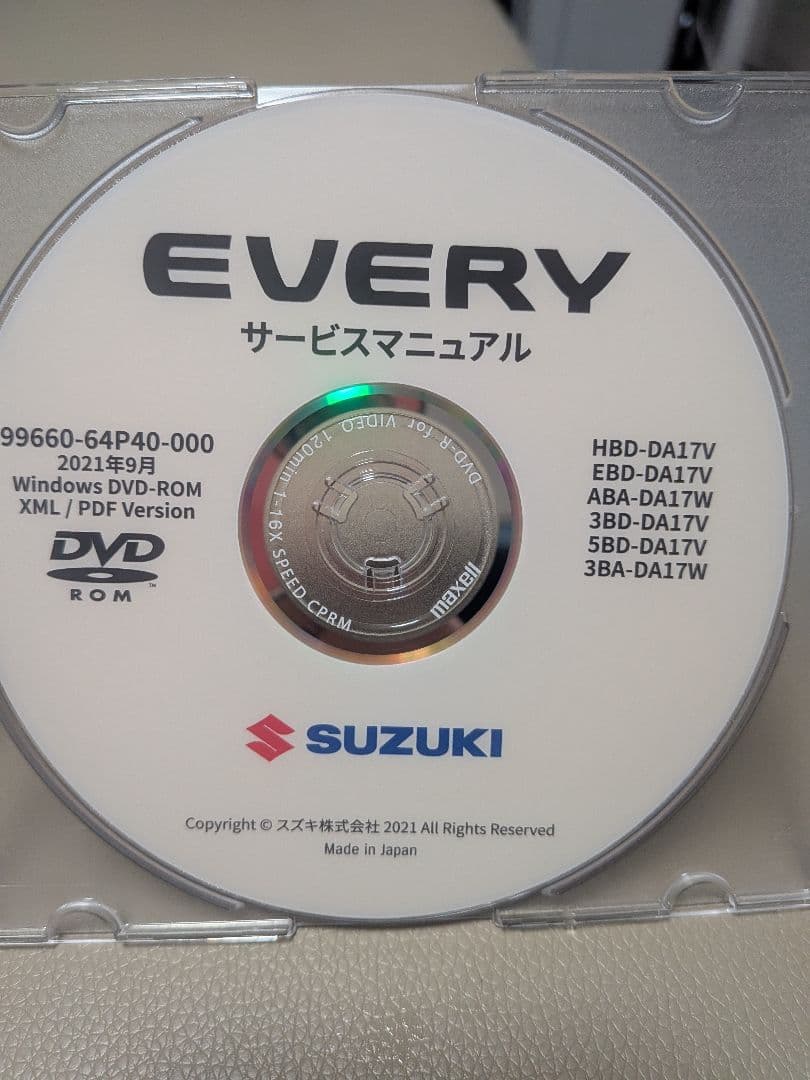 EVERY
サービスマニュアル
99660-64P40-000
2021年9月
Windows DVD-ROM
XML / PDF Version
DVD
ROM
TM
HBD-DA17V
EBD-DA17V
ABA-DA17W
3BD-DA17V
5BD-DA17V
3BA-DA17W
DVD-R for VIDEO 120min 1-16X SPEED CPRM
maxell
SUZUKI
Copyright © スズキ株式会社 2021 All Rights Reserved
Made in Japan